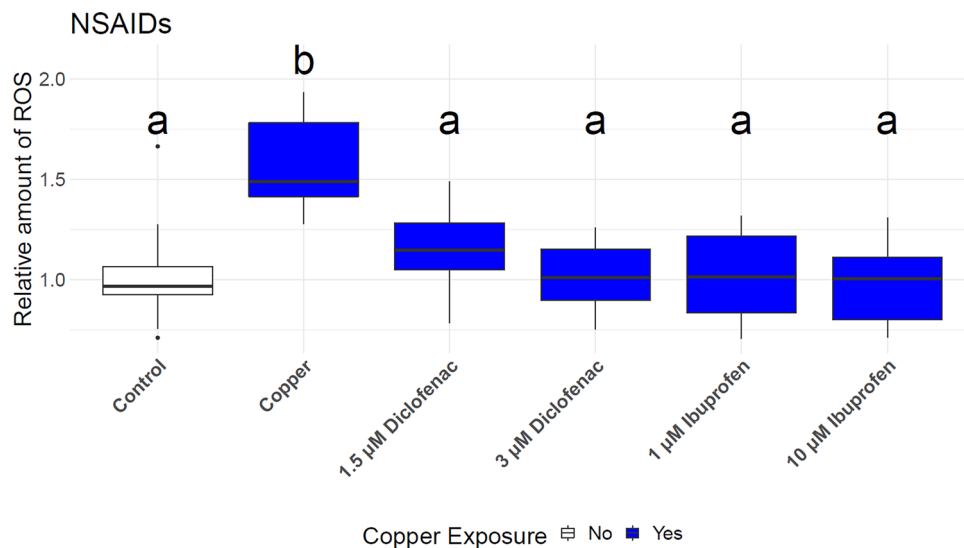 NSAIDs
Relative amount of ROS
2.0
1.5
1.0
a
b
a
a
a
a
Control
Copper
1.5 µM Diclofenac
3 µM Diclofenac
1 µM Ibuprofen
10 µM Ibuprofen
Copper Exposure No Yes